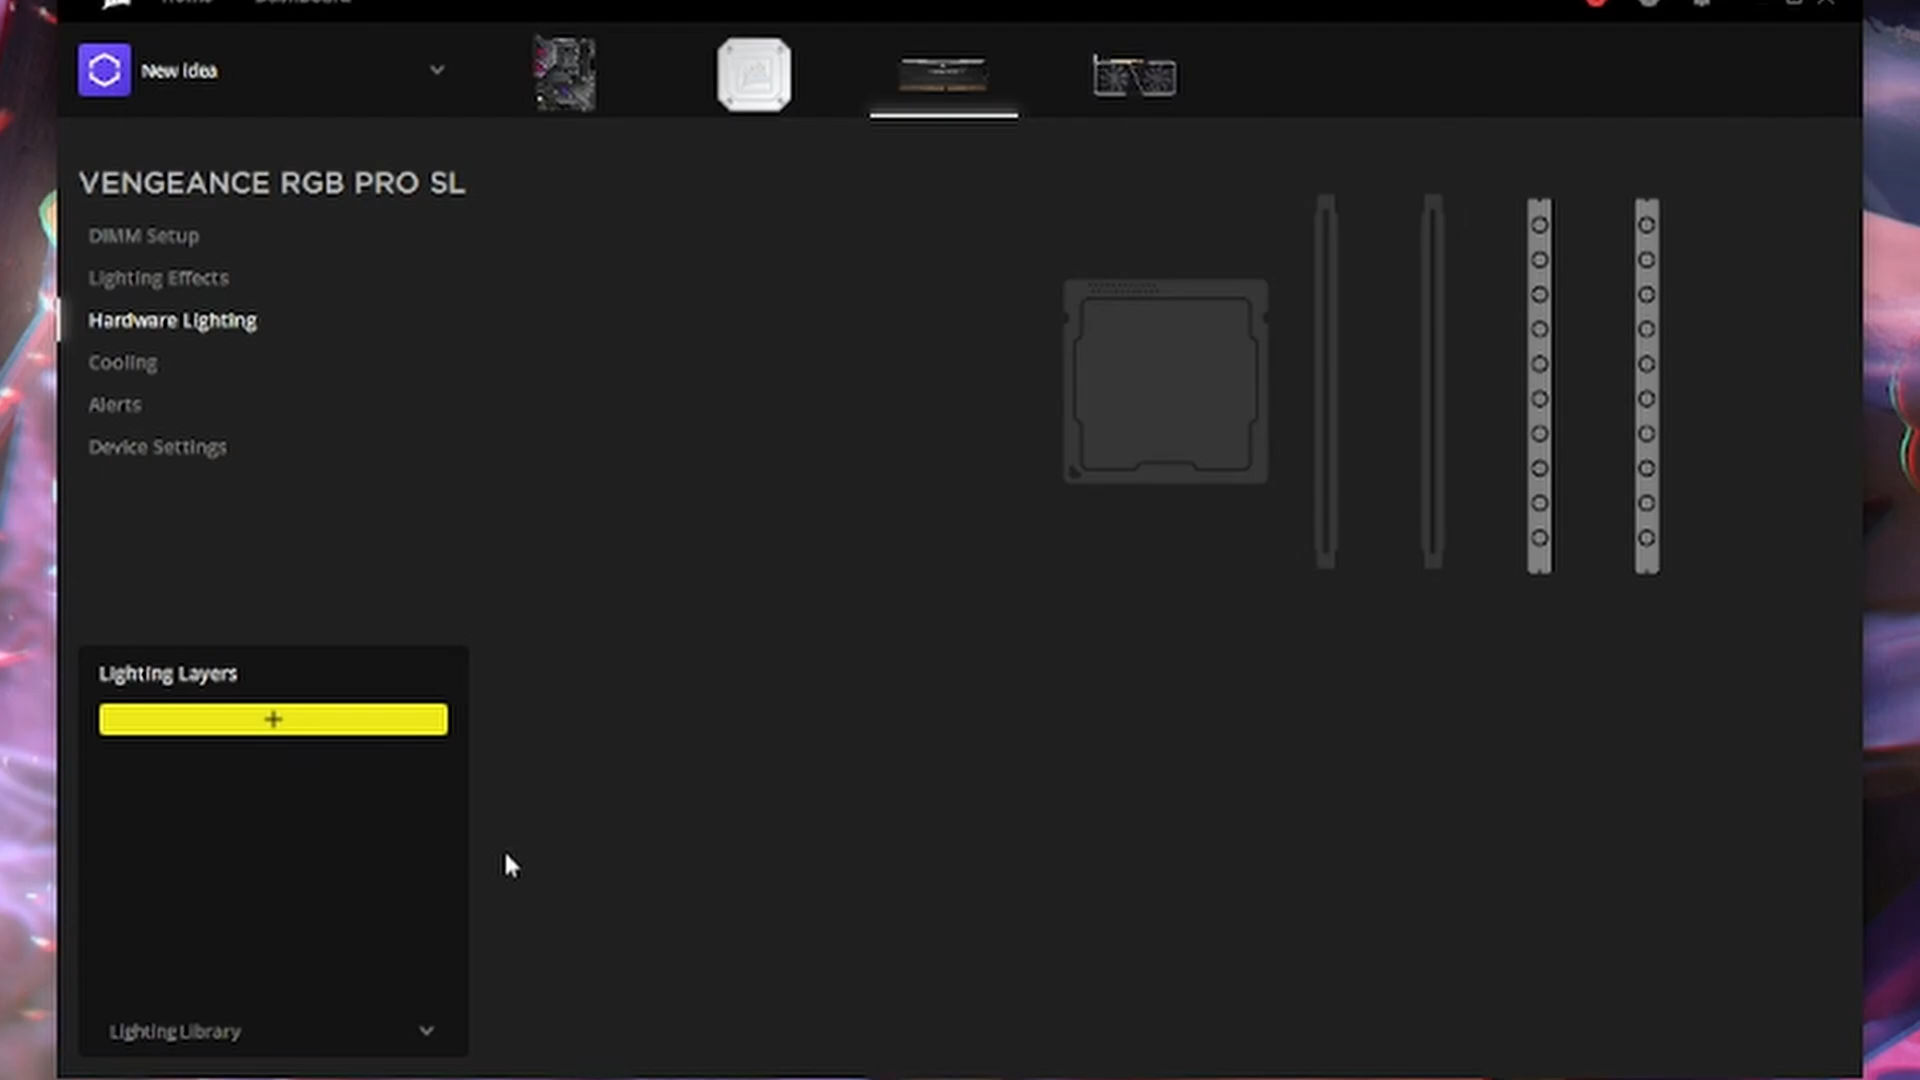 New Idea
VENGEANCE RGB PRO SL
DIMM Setup
Lighting Effects
Hardware Lighting
Cooling
Alerts
Device Settings
Lighting Layers
+
Lighting Library